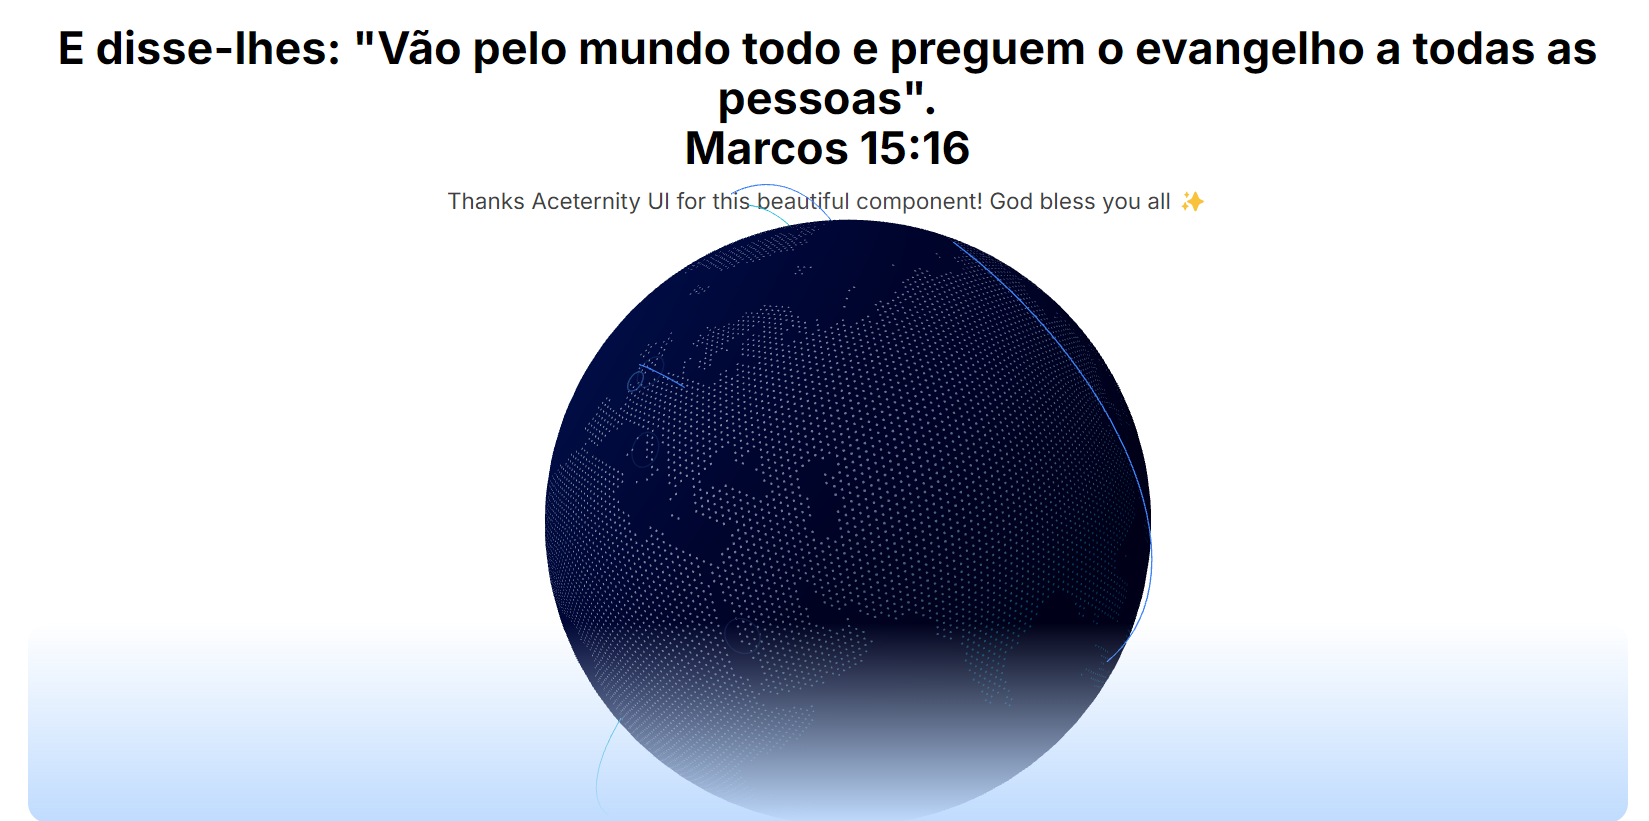 E disse-lhes: "Vão pelo mundo todo e preguem o evangelho a todas as
pessoas".
Marcos 15:16
Thanks Aceternity UI for this beautiful component! God bless you all ✨